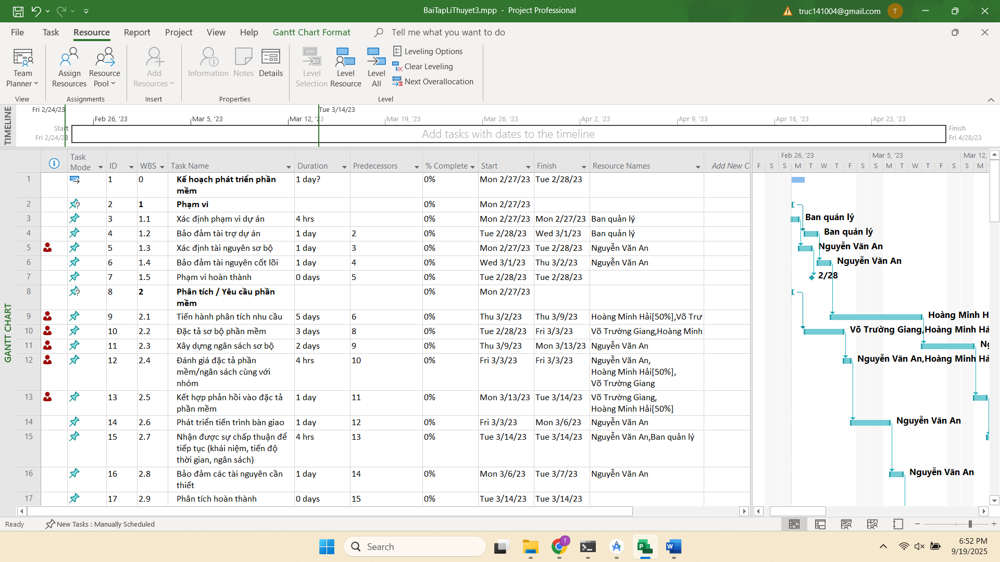 BaiTapLiThuyet3.mpp - Project Professional
truc141004@gmail.com
T
File Task Resource Report Project View Help Gantt Chart Format Tell me what you want to do
Team Planner
Assign Resources
Resource Pool
Add Resources
Information
Notes
Details
Level Selection
Level Resource
Level All
Leveling Options
Clear Leveling
Next Overallocation
View Assignments Insert Properties Level
TIMELINE
Fri 2/24/23 Tue 3/14/23
Feb 26, '23 Mar 5, '23 Mar 12, '23 Mar 19, '23 Mar 26, '23 Apr 2, '23 Apr 9, '23 Apr 16, '23 Apr 23, '23
Start
Fri 2/24/23
Add tasks with dates to the timeline
Finish
Fri 4/28/23
GANTT CHART
Task Mode ID WBS Task Name Duration Predecessors % Complete Start Finish Resource Names Add New C
1 1 0 Kế hoạch phát triển phần mềm 1 day? 0% Mon 2/27/23 Tue 2/28/23
2 2 1 Phạm vi 0% Mon 2/27/23
3 3 1.1 Xác định phạm vi dự án 4 hrs 0% Mon 2/27/23 Mon 2/27/23 Ban quản lý
4 4 1.2 Bảo đảm tài trợ dự án 1 day 2 0% Tue 2/28/23 Wed 3/1/23 Ban quản lý
5 5 1.3 Xác định tài nguyên sơ bộ 1 day 3 0% Mon 2/27/23 Tue 2/28/23 Nguyễn Văn An
6 6 1.4 Bảo đảm tài nguyên cốt lõi 1 day 4 0% Wed 3/1/23 Thu 3/2/23 Nguyễn Văn An
7 7 1.5 Phạm vi hoàn thành 0 days 5 0% Tue 2/28/23 Tue 2/28/23
8 8 2 Phân tích / Yêu cầu phần mềm 0% Mon 2/27/23
9 9 2.1 Tiến hành phân tích nhu cầu 5 days 6 0% Thu 3/2/23 Thu 3/9/23 Hoàng Minh Hải[50%],Võ Trư
10 10 2.2 Đặc tả sơ bộ phần mềm 3 days 8 0% Tue 2/28/23 Fri 3/3/23 Võ Trường Giang,Hoàng Minh
11 11 2.3 Xây dựng ngân sách sơ bộ 2 days 9 0% Thu 3/9/23 Mon 3/13/23 Nguyễn Văn An
12 12 2.4 Đánh giá đặc tả phần mềm/ngân sách cùng với nhóm 4 hrs 10 0% Fri 3/3/23 Fri 3/3/23 Nguyễn Văn An, Hoàng Minh Hải[50%], Võ Trường Giang
13 13 2.5 Kết hợp phản hồi vào đặc tả phần mềm 1 day 11 0% Mon 3/13/23 Tue 3/14/23 Võ Trường Giang, Hoàng Minh Hải[50%]
14 14 2.6 Phát triển tiến trình bàn giao 1 day 12 0% Fri 3/3/23 Mon 3/6/23 Nguyễn Văn An
15 15 2.7 Nhận được sự chấp thuận để tiếp tục (khái niệm, tiến độ thời gian, ngân sách) 4 hrs 13 0% Tue 3/14/23 Tue 3/14/23 Nguyễn Văn An,Ban quản lý
16 16 2.8 Bảo đảm các tài nguyên cần thiết 1 day 14 0% Mon 3/6/23 Tue 3/7/23 Nguyễn Văn An
17 17 2.9 Phân tích hoàn thành 0 days 15 0% Tue 3/14/23 Tue 3/14/23
Feb 26, '23 Mar 5, '23 Mar 12,
F S S M T W T F S S M T W T F S S M
Ban quản lý
Ban quản lý
Nguyễn Văn An
Nguyễn Văn An
2/28
Hoàng Minh H
Võ Trường Giang,Hoàng Minh Hả
Ng
Nguyễn Văn An,Hoàng Minh Hả
Nguyễn Văn An
Nguyễn Văn An
Ready New Tasks : Manually Scheduled
Search
T
6:52 PM
9/19/2025